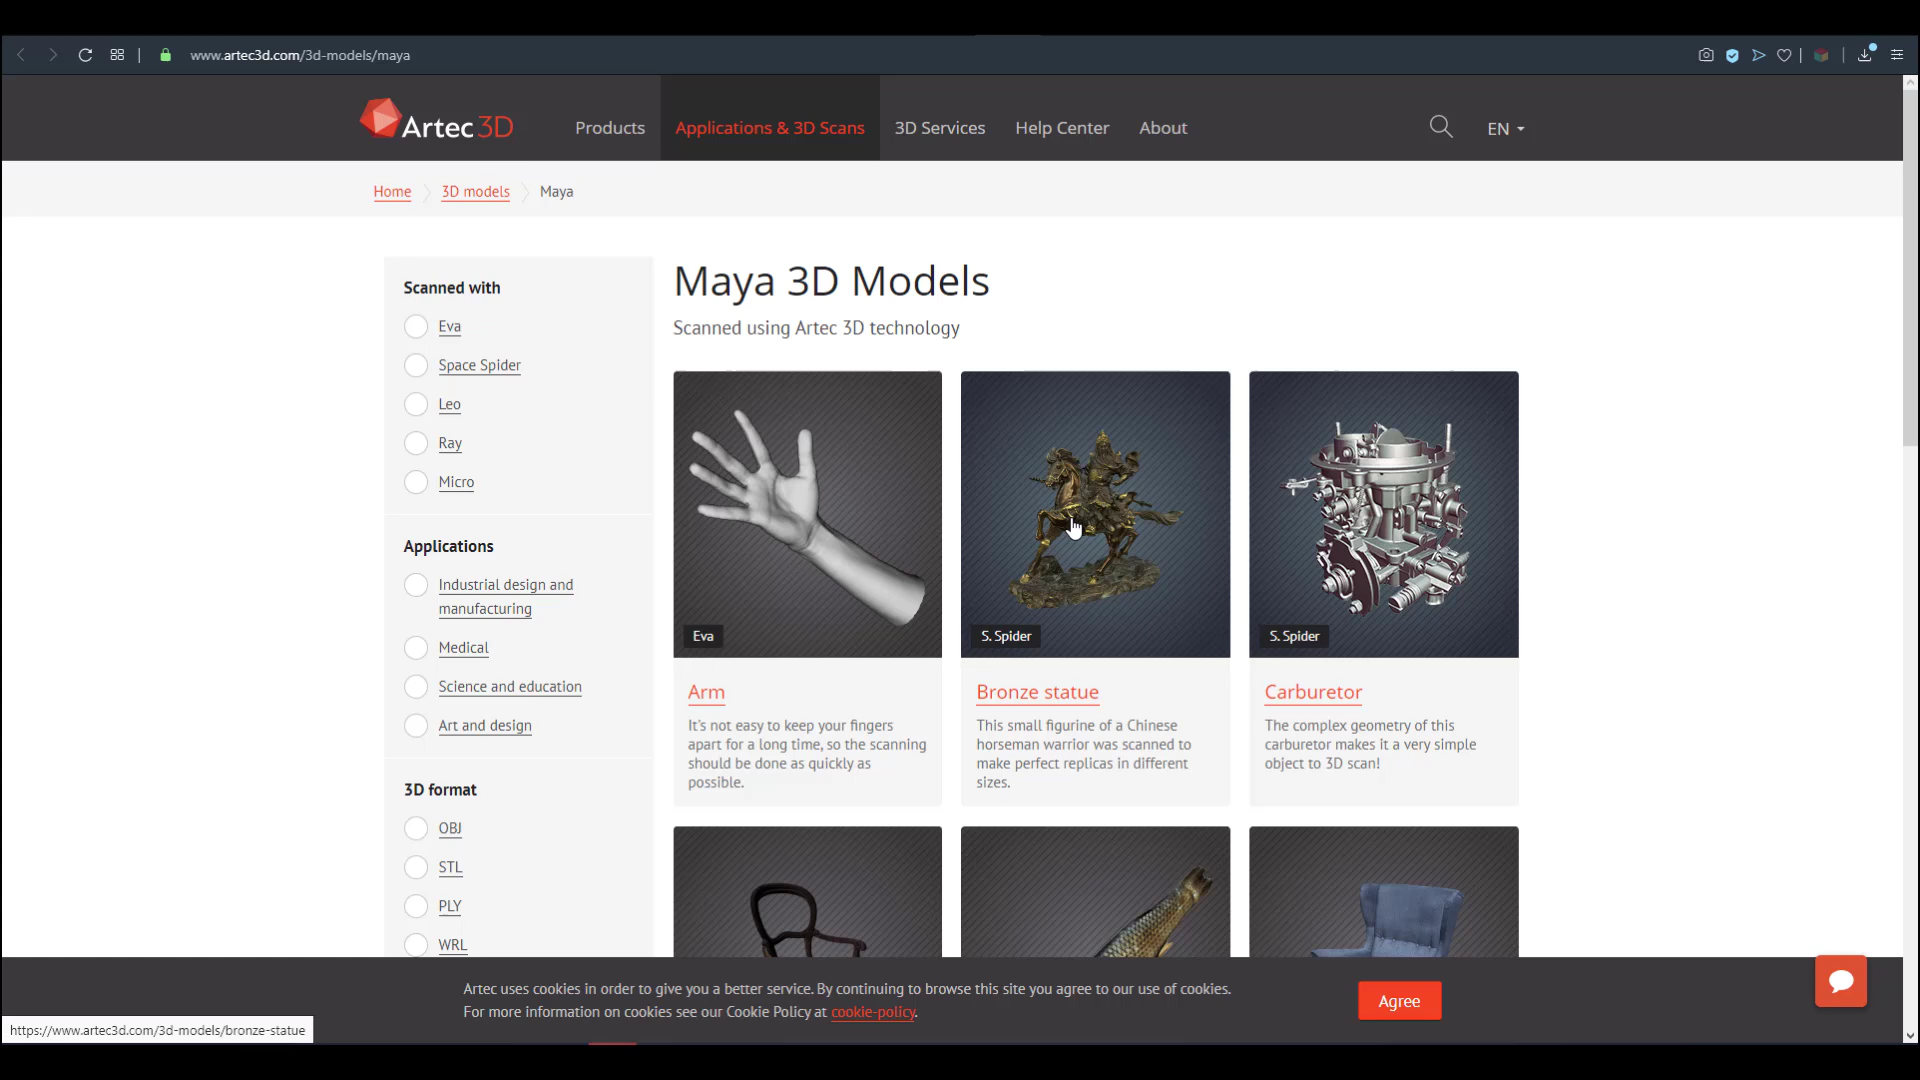 www.artec3d.com/3d-models/maya
Artec 3D
Products
Applications & 3D Scans
3D Services
Help Center
About
EN
Home
3D models
Maya
Scanned with
Eva
Space Spider
Leo
Ray
Micro
Applications
Industrial design and
manufacturing
Medical
Science and education
Art and design
3D format
OBJ
STL
PLY
WRL
Maya 3D Models
Scanned using Artec 3D technology
Eva
Arm
It's not easy to keep your fingers
apart for a long time, so the scanning
should be done as quickly as
possible.
S. Spider
Bronze statue
This small figurine of a Chinese
horseman warrior was scanned to
make perfect replicas in different
sizes.
S. Spider
Carburetor
The complex geometry of this
carburetor makes it a very simple
object to 3D scan!
Artec uses cookies in order to give you a better service. By continuing to browse this site you agree to our use of cookies.
For more information on cookies see our Cookie Policy at cookie-policy.
Agree
https://www.artec3d.com/3d-models/bronze-statue